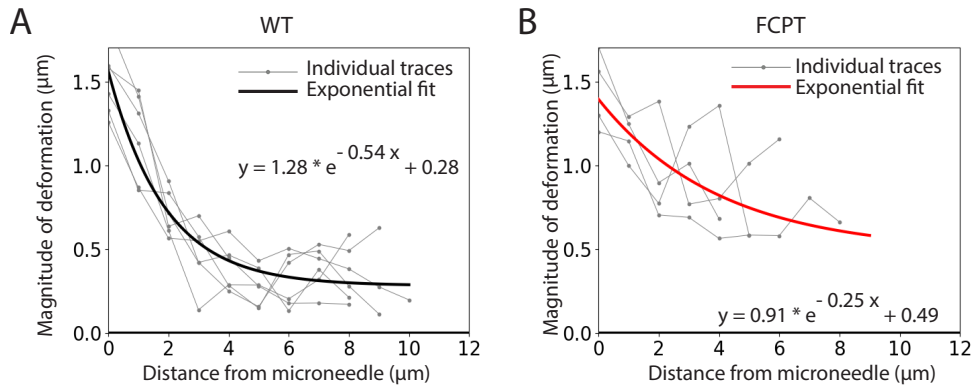 A
WT
Magnitude of deformation (μm)
1.5
1.0
0.5
0.0
Individual traces
Exponential fit
y = 1.28 * e - 0.54 x + 0.28
0 2 4 6 8 10 12
Distance from microneedle (μm)
B
FCPT
Magnitude of deformation (μm)
1.5
1.0
0.5
0.0
Individual traces
Exponential fit
y = 0.91 * e - 0.25 x + 0.49
0 2 4 6 8 10 12
Distance from microneedle (μm)